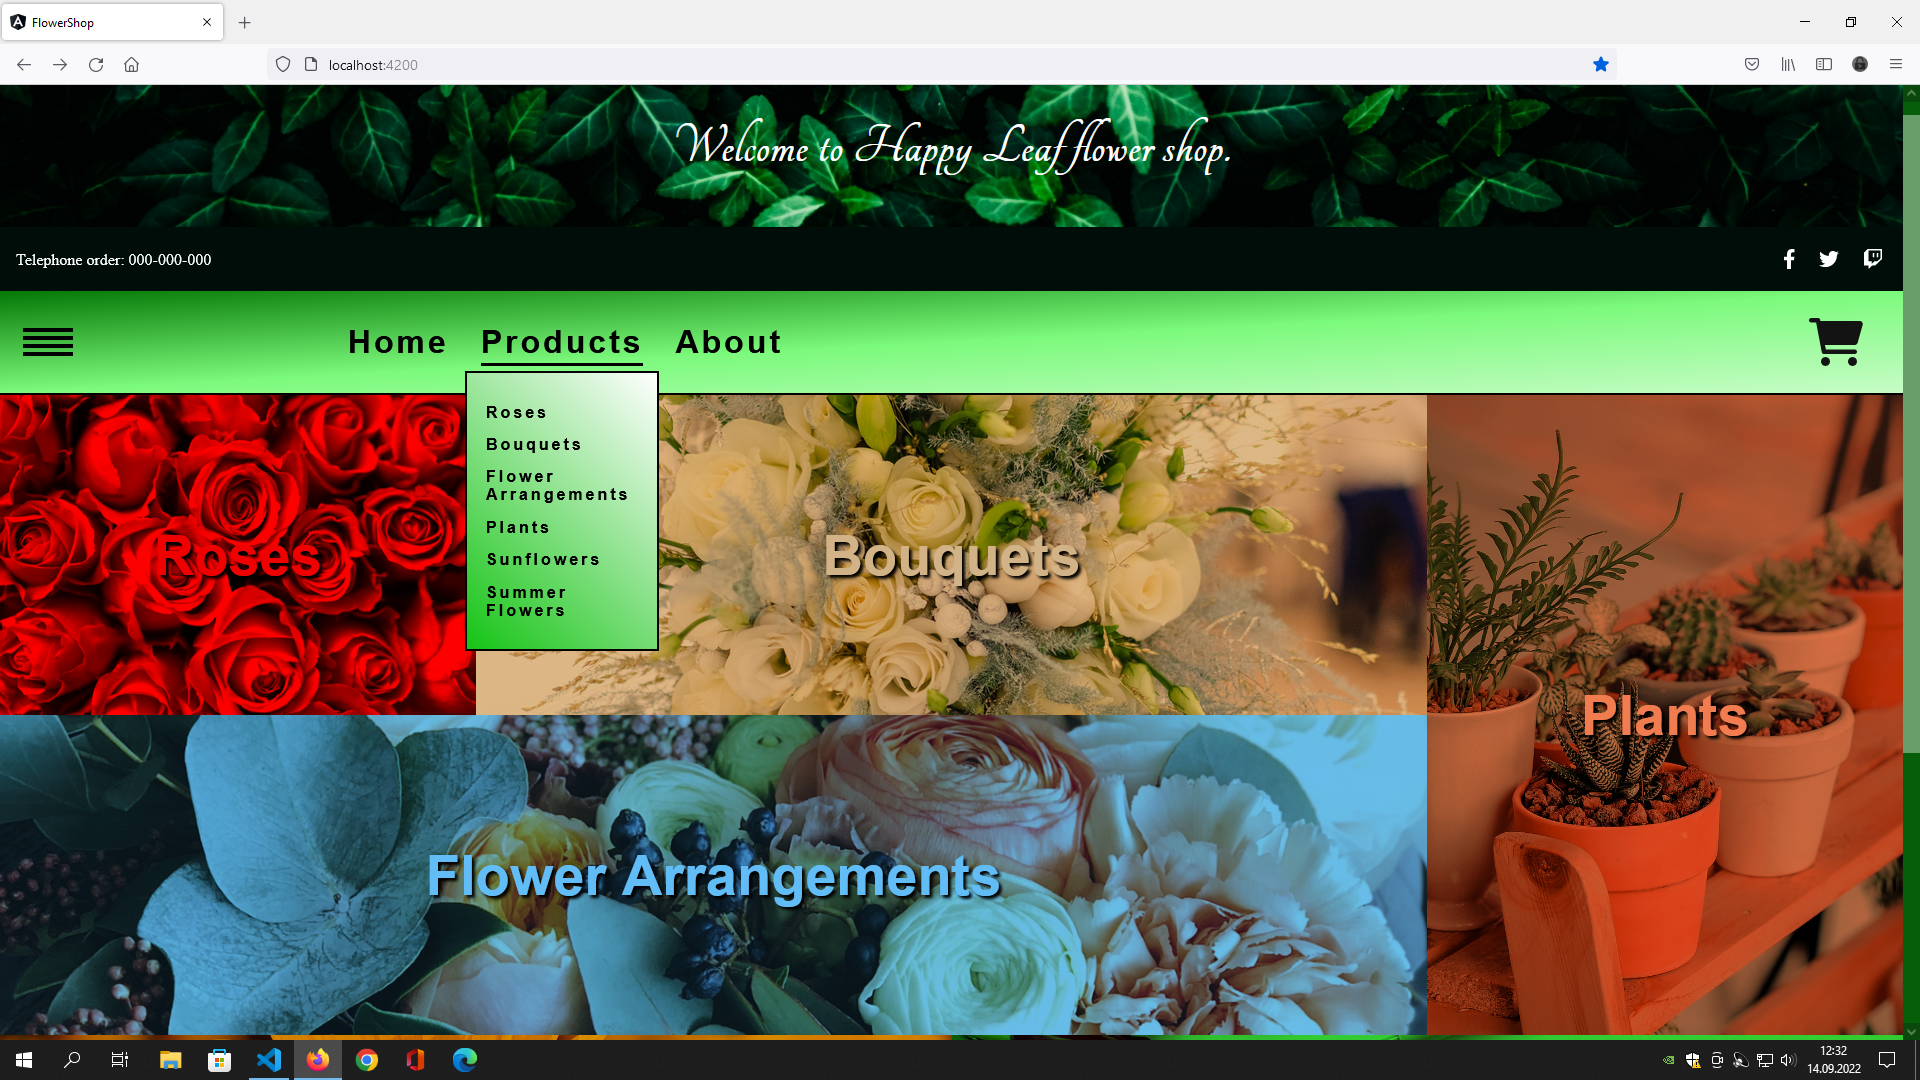 FlowerShop
localhost:4200
Welcome to Happy Leaf flower shop.
Telephone order: 000-000-000
Home Products About
Roses
Bouquets
Flower
Arrangements
Plants
Sunflowers
Summer
Flowers
Roses
Bouquets
Plants
Flower Arrangements
12:32
14.09.2022